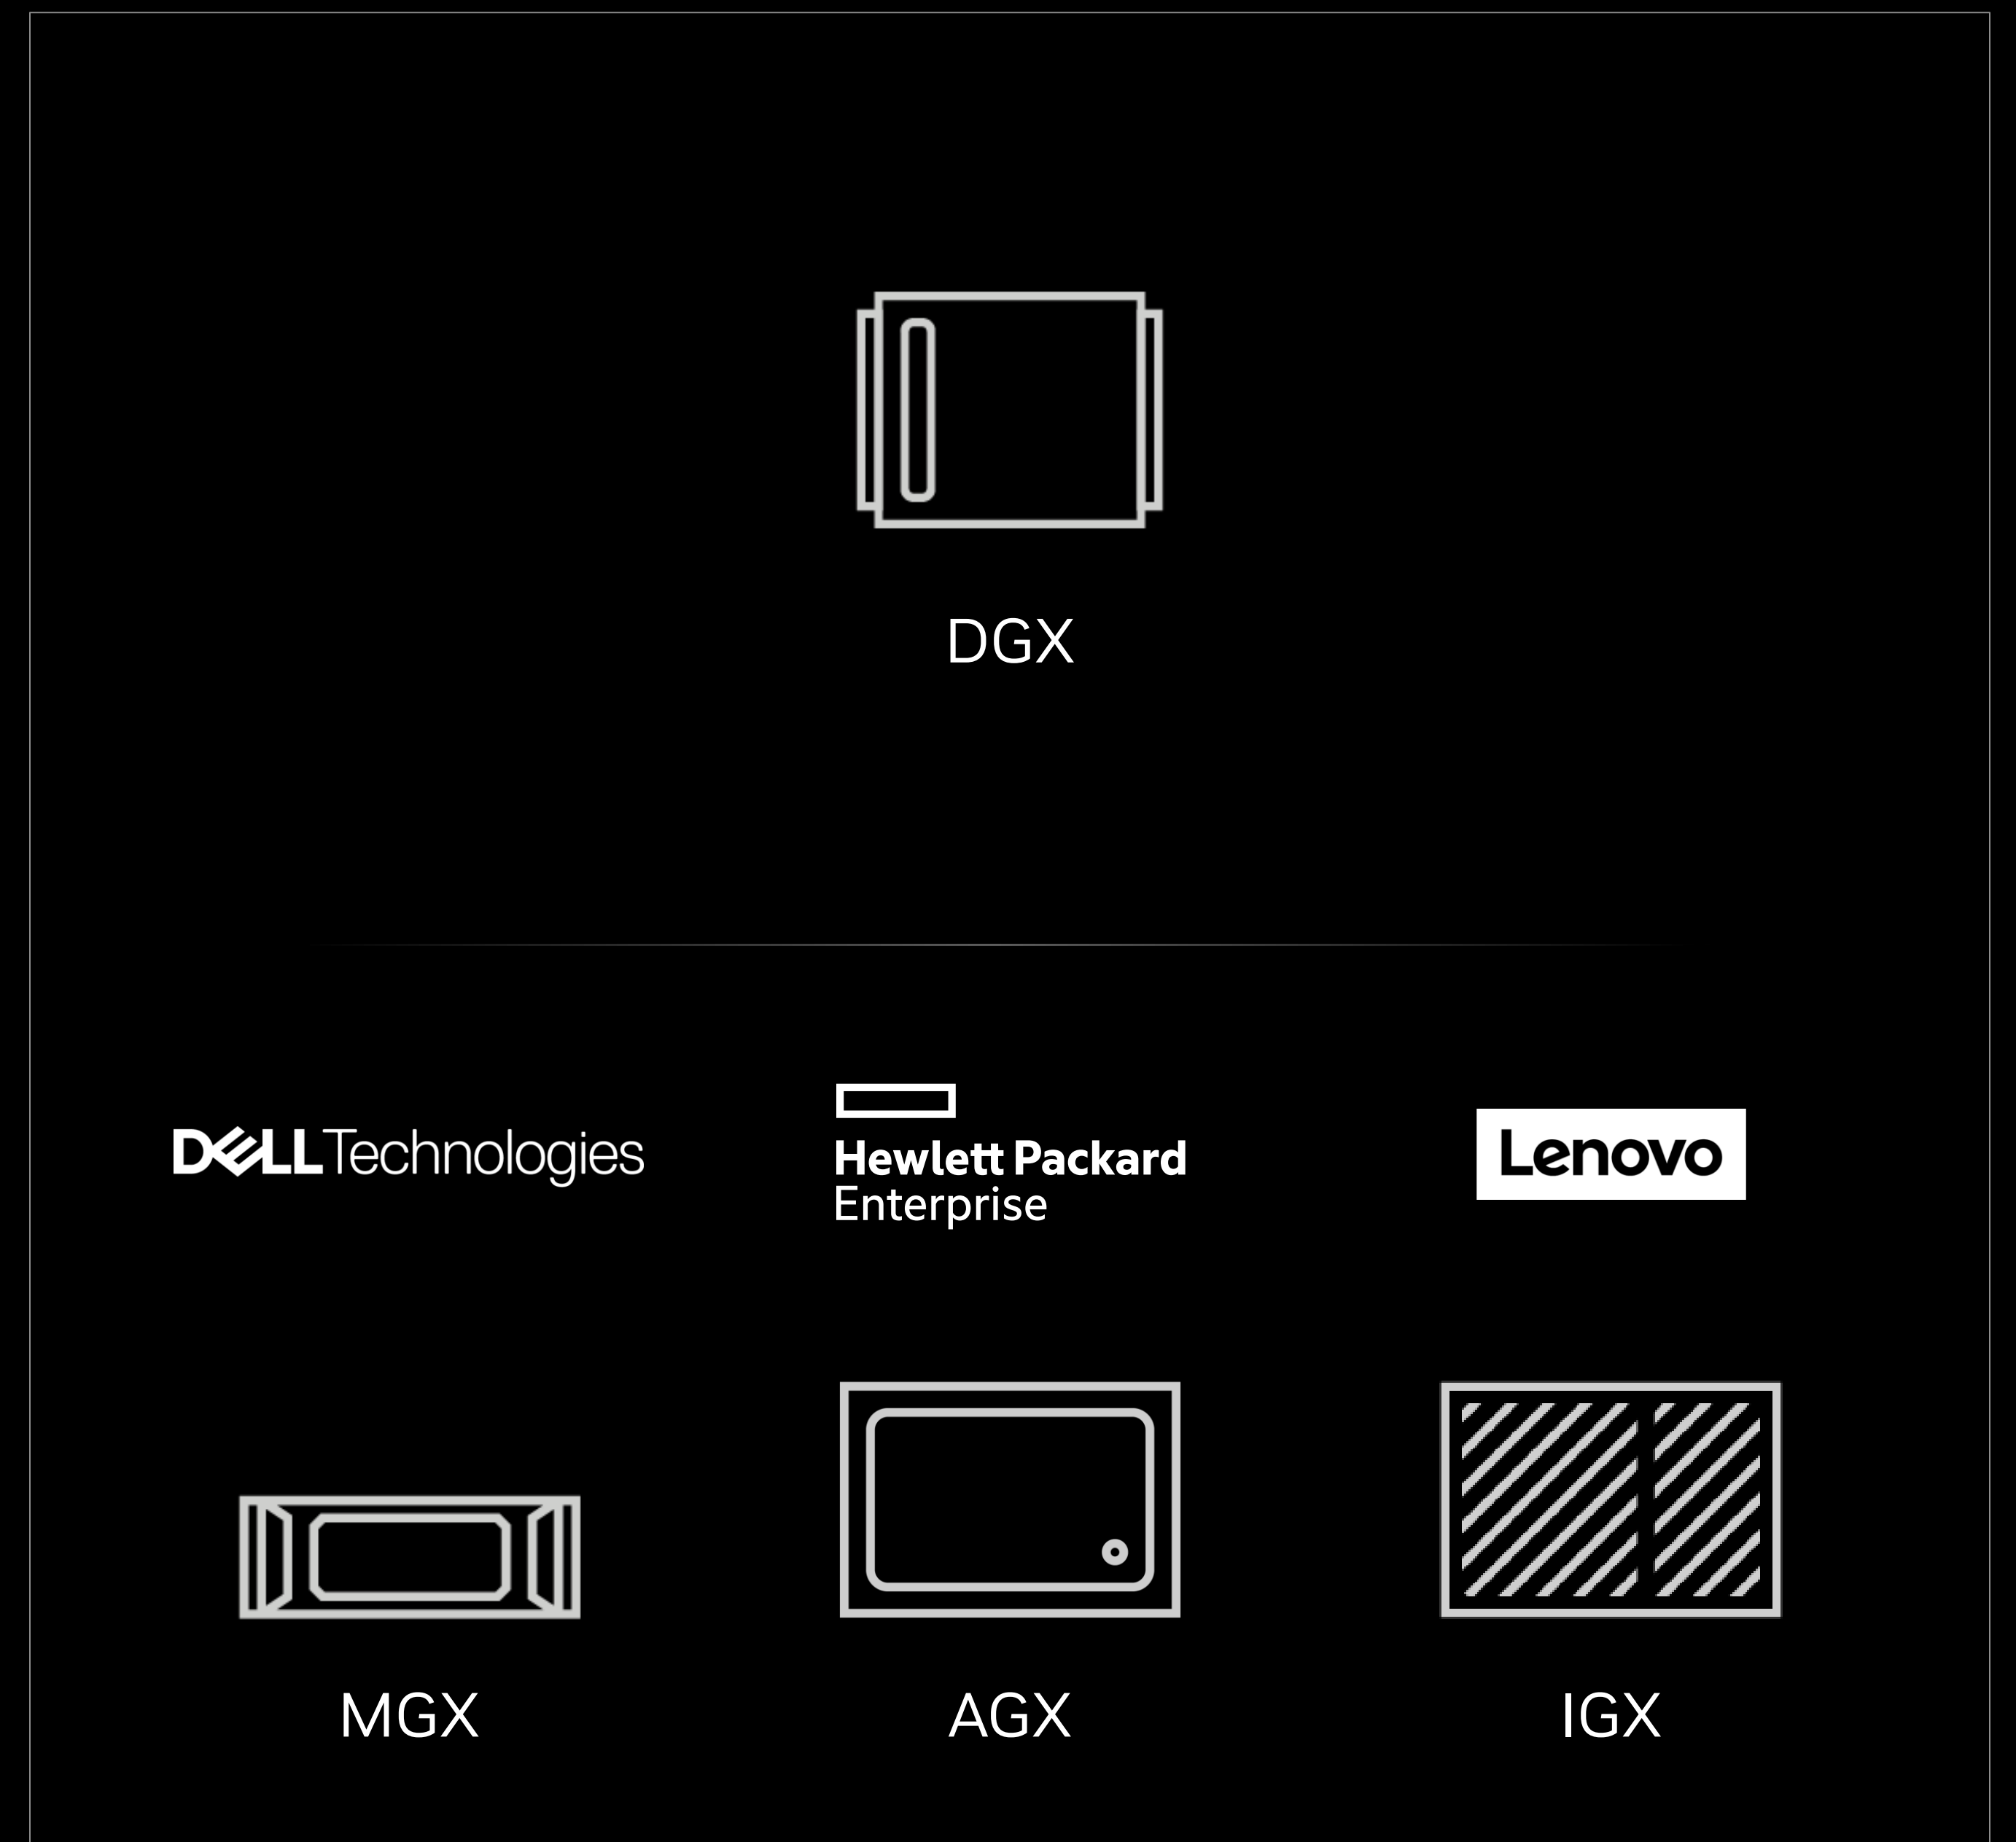 DGX
DELL Technologies
Hewlett Packard
Enterprise
Lenovo
MGX
AGX
IGX